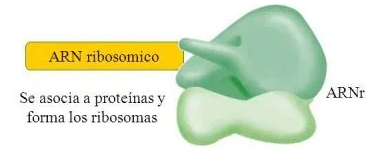 ARN ribosomico
Se asocia a proteínas y
forma los ribosomas
ARNr